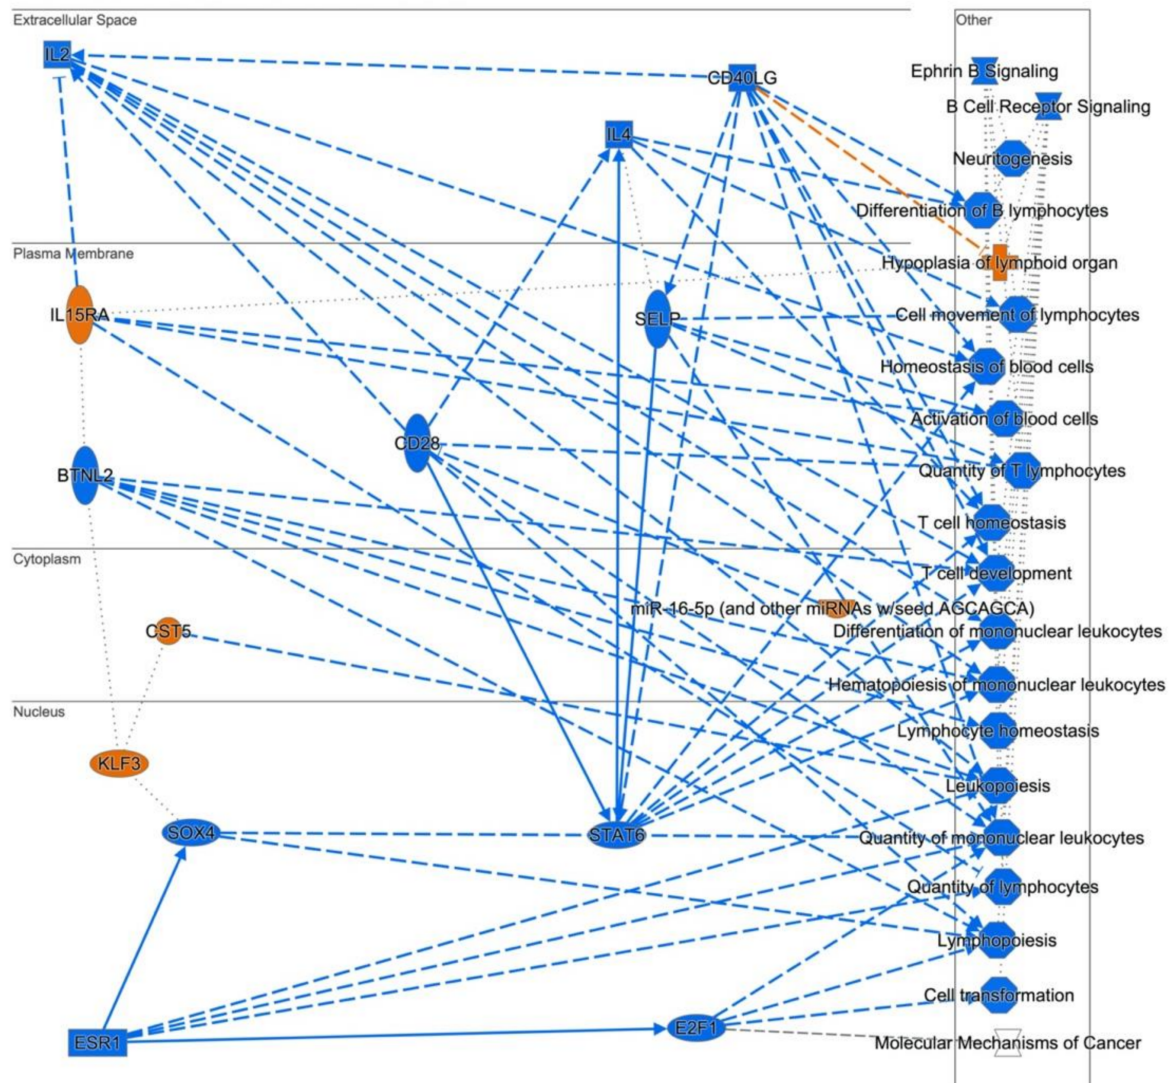 Extracellular Space
Other
IL2
CD40LG
Ephrin B Signaling
B Cell Receptor Signaling
IL4
Neuritogenesis
Differentiation of B lymphocytes
Plasma Membrane
Hypoplasia of lymphoid organ
IL15RA
SELP
Cell movement of lymphocytes
Homeostasis of blood cells
Activation of blood cells
CD28
BTNL2
Quantity of T lymphocytes
T cell homeostasis
Cytoplasm
T cell development
miR-16-5p (and other miRNAs w/seed AGCAGCA)
CST5
Differentiation of mononuclear leukocytes
Hematopoiesis of mononuclear leukocytes
Nucleus
Lymphocyte homeostasis
KLF3
Leukopoiesis
SOX4
STAT6
Quantity of mononuclear leukocytes
Quantity of lymphocytes
Lymphopoiesis
Cell transformation
ESR1
E2F1
Molecular Mechanisms of Cancer